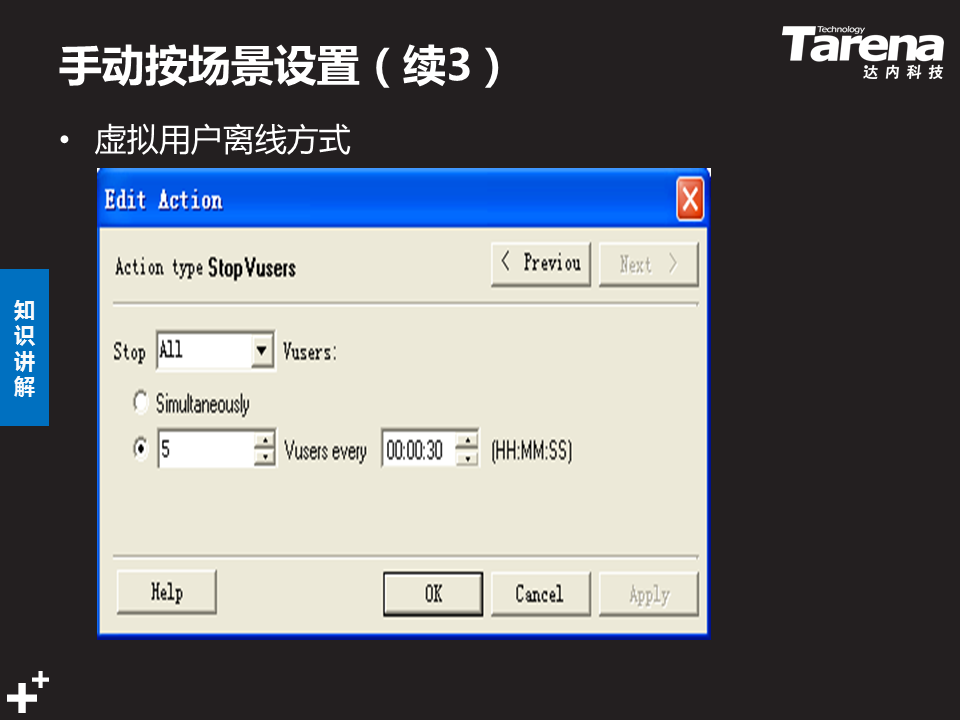 手动按场景设置（续3）
Technology
Tarena
达内科技
• 虚拟用户离线方式
Edit Action
Action type StopVusers
< Previou
Next >
知识讲解
Stop All Vusers:
Simultaneously
5 Vusers every 00:00:30 (HH:MM:SS)
Help
OK
Cancel
Apply